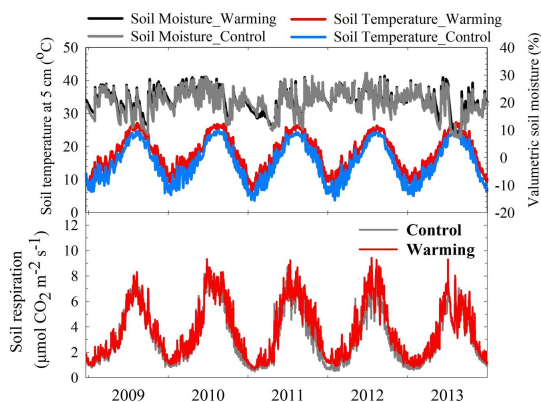 Soil Moisture_Warming
Soil Temperature_Warming
Soil Moisture_Control
Soil Temperature_Control
Soil temperature at 5 cm (°C)
50
40
30
20
10
0
Valumetric soil moisture (%)
40
30
20
10
0
-10
-20
Soil respiration
(μmol CO2 m-2 s-1)
12
10
8
6
4
2
0
Control
Warming
2009 2010 2011 2012 2013